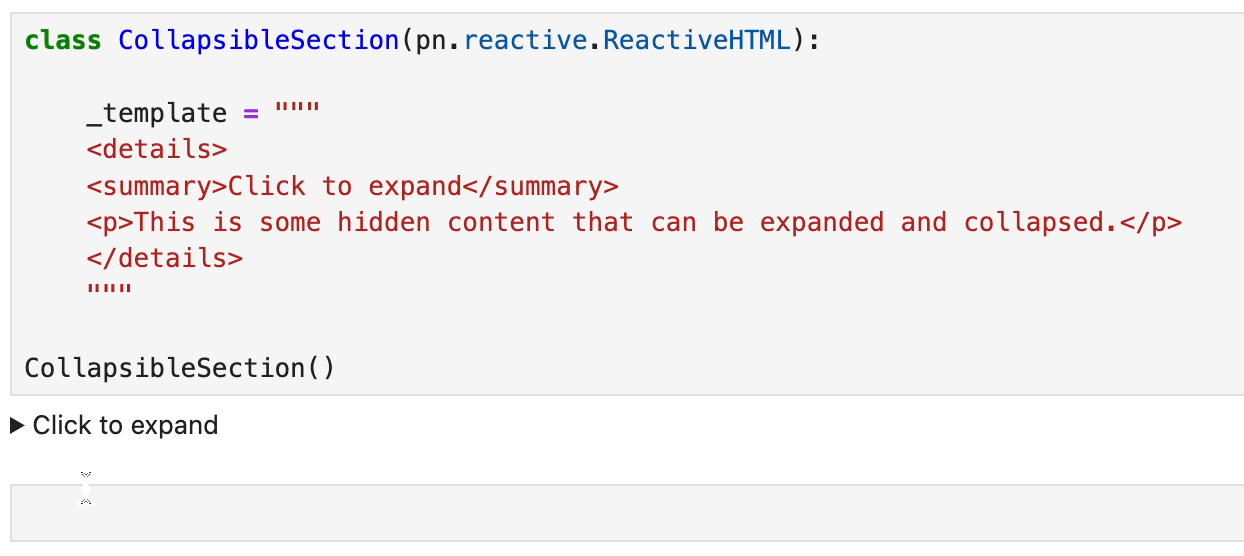 class CollapsibleSection(pn.reactive.ReactiveHTML):
_template = """
<details>
<summary>Click to expand</summary>
<p>This is some hidden content that can be expanded and collapsed.</p>
</details>
"""
CollapsibleSection()
Click to expand